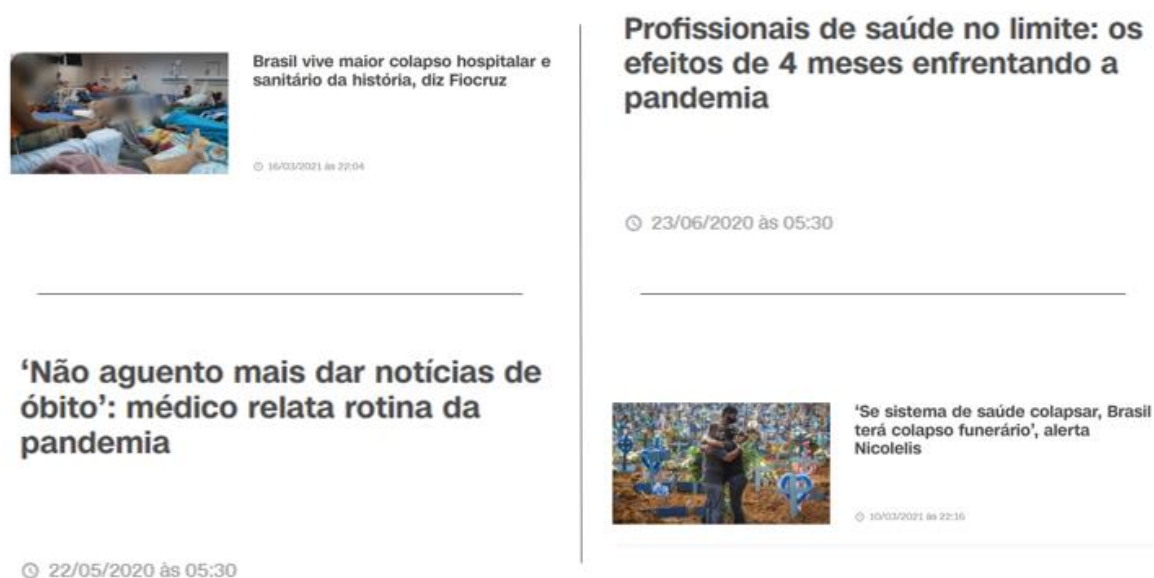 Brasil vive maior colapso hospitalar e
sanitário da história, diz Fiocruz
16/03/2021 às 22:04
Profissionais de saúde no limite: os
efeitos de 4 meses enfrentando a
pandemia
23/06/2020 às 05:30
‘Não aguento mais dar notícias de
óbito’: médico relata rotina da
pandemia
22/05/2020 às 05:30
‘Se sistema de saúde colapsar, Brasil
terá colapso funerário’, alerta
Nicolelis
10/03/2021 às 22:16